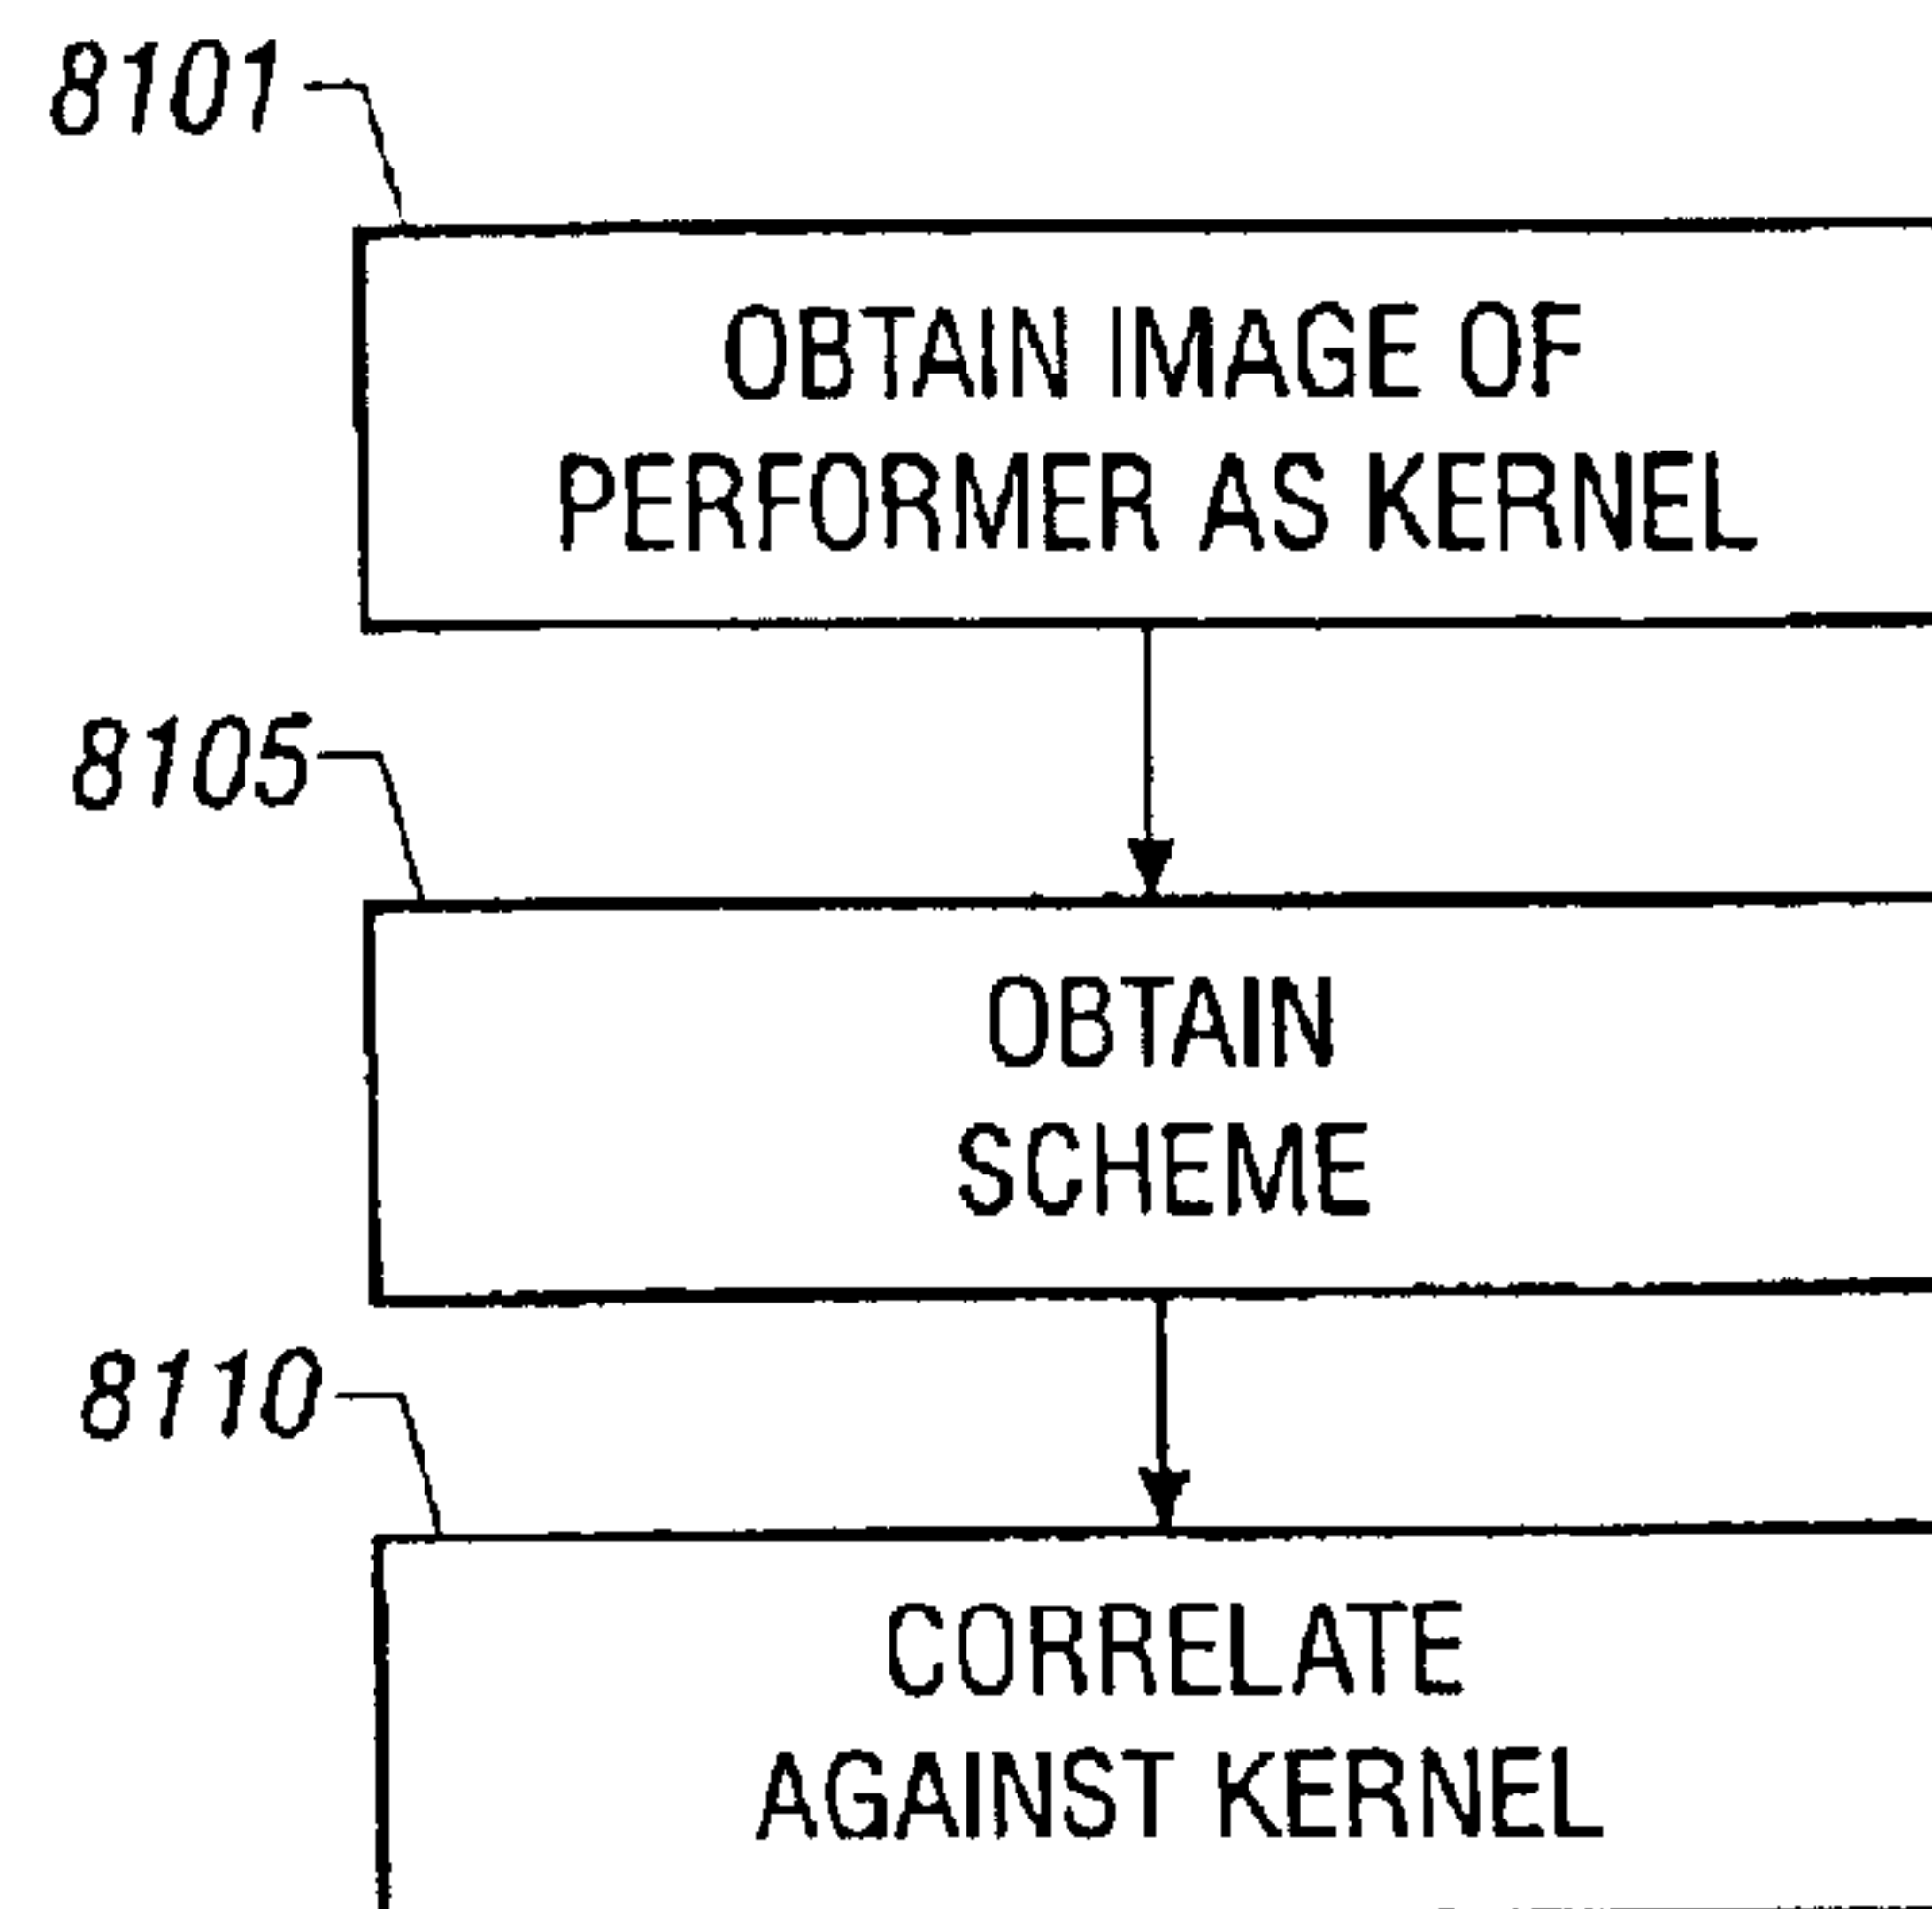 8101
OBTAIN IMAGE OF
PERFORMER AS KERNEL
8105
OBTAIN
SCHEME
8110
CORRELATE
AGAINST KERNEL